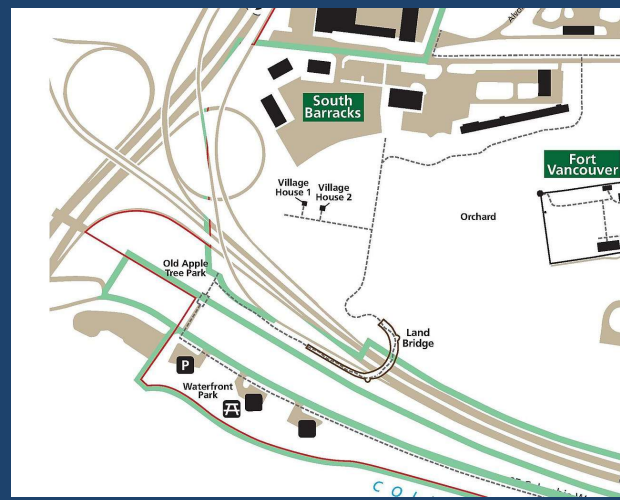 South
Barracks
Fort
Vancouver
Village
House 1
Village
House 2
Orchard
Old Apple
Tree Park
Land
Bridge
P
Waterfront
Park
C O L